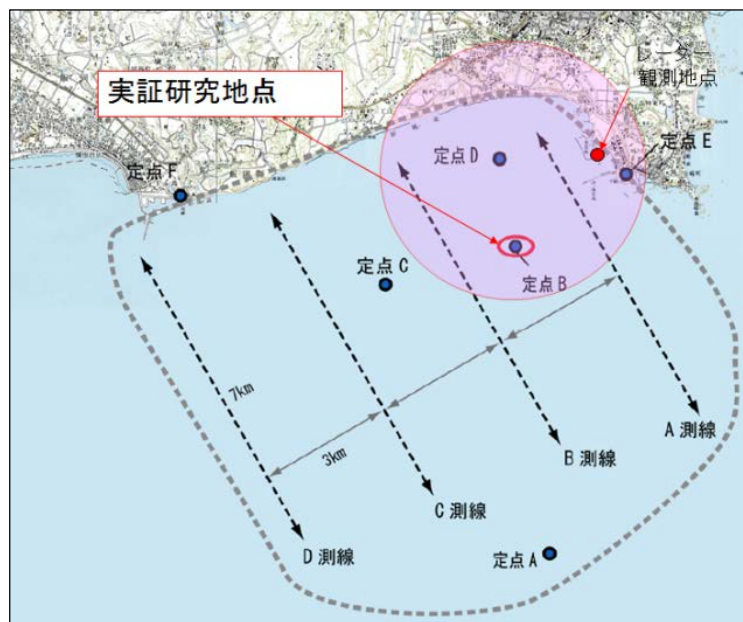 レーダー
観測地点
実証研究地点
定点 D
定点 E
定点 F
定点 C
定点 B
7km
3km
A 測線
B 測線
C 測線
D 測線
定点 A